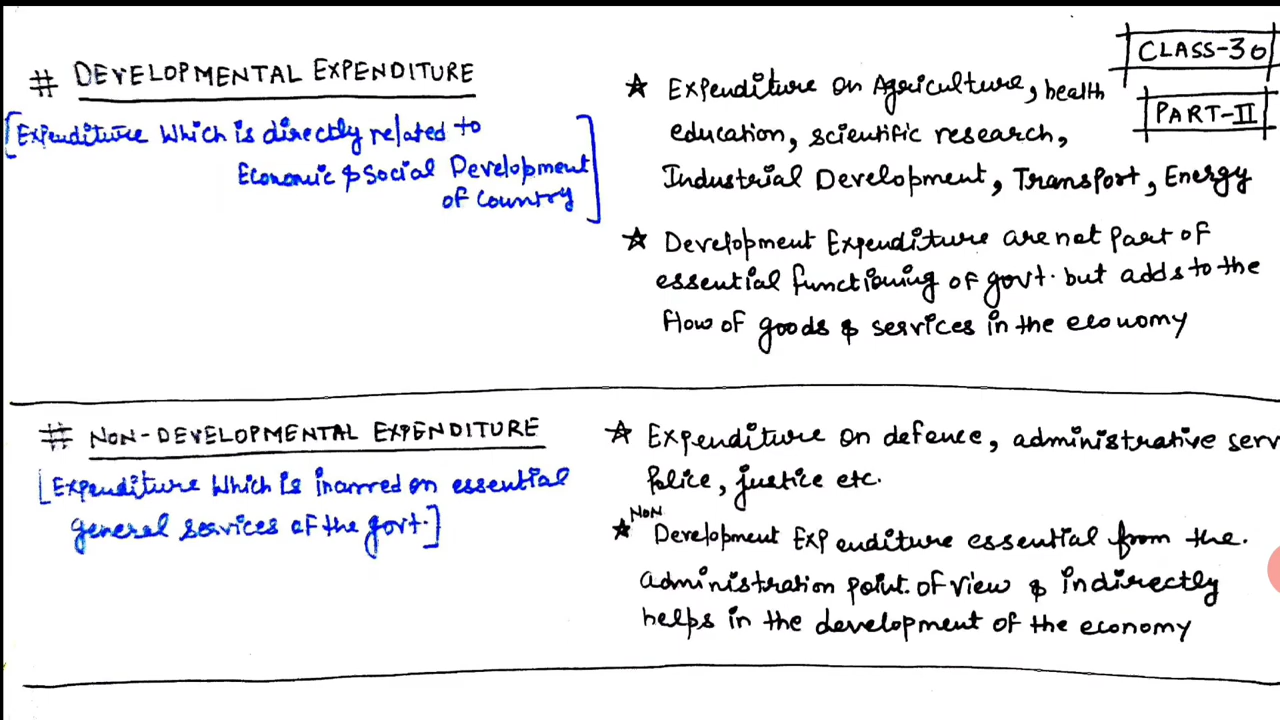 CLASS-30
PART-II
# DEVELOPMENTAL EXPENDITURE
[Expenditure Which is directly related to
Economic & Social Development
of Country]
☆ Expenditure on Agriculture, health
education, scientific research,
Industrial Development, Transport, Energy
☆ Development Expenditure are not part of
essential functioning of govt. but adds to the
flow of goods & services in the economy
# NON-DEVELOPMENTAL EXPENDITURE
[Expenditure Which is incurred on essential
general services of the govt.]
☆ Expenditure on defence, administrative serv
Police, justice etc.
☆ NON Development Expenditure essential from the.
administration point. of view & indirectly
helps in the development of the economy